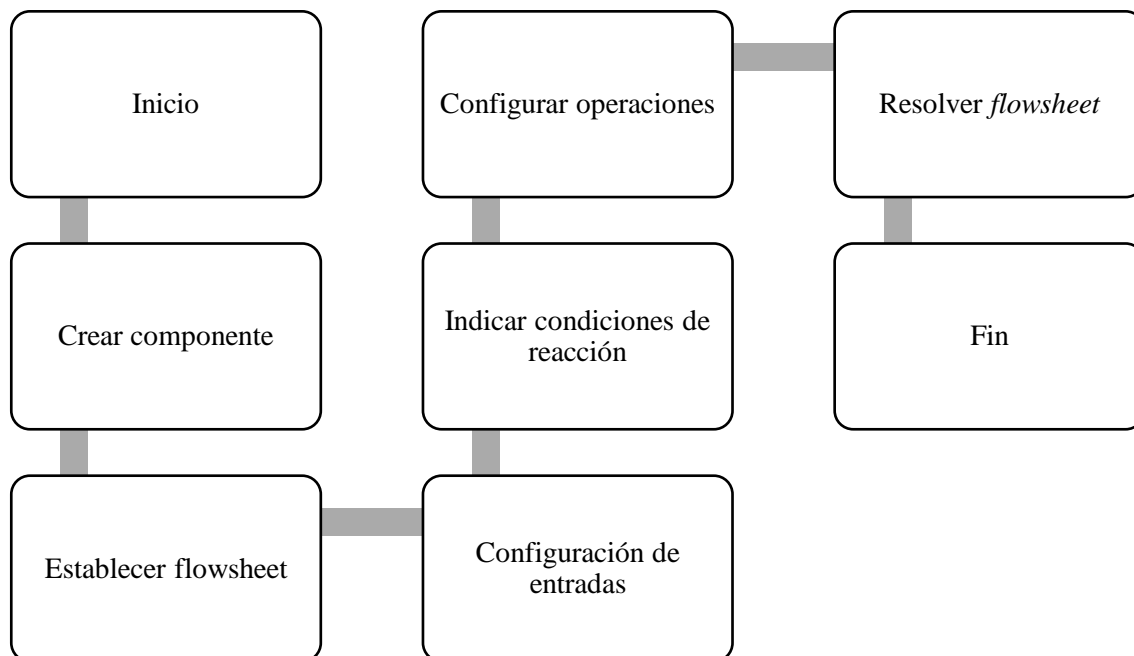 Inicio
Crear componente
Establecer flowsheet
Configuración de
entradas
Indicar condiciones de
reacción
Configurar operaciones
Resolver flowsheet
Fin